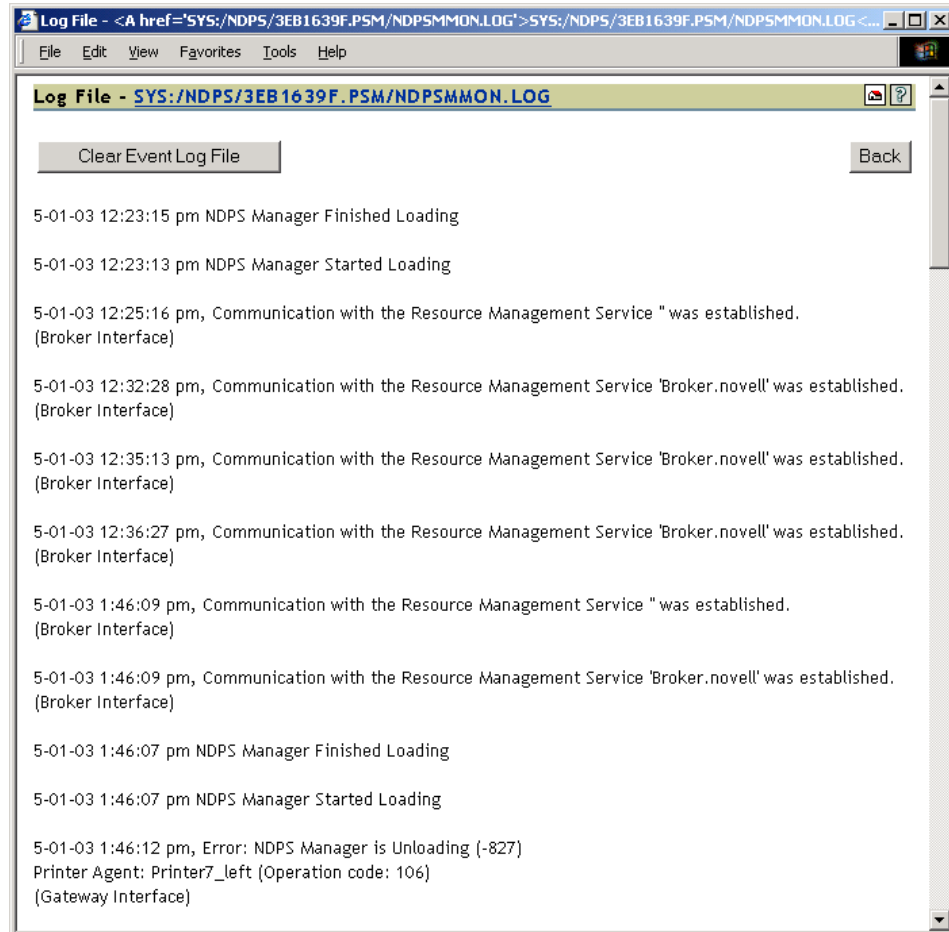 Log File - <A href='SYS:/NDPS/3EB1639F.PSM/NDPSMMON.LOG'>SYS:/NDPS/3EB1639F.PSM/NDPSMMON.LOG<...
File Edit View Favorites Tools Help
Log File - SYS:/NDPS/3EB1639F.PSM/NDPSMMON.LOG
?
Clear Event Log File Back
5-01-03 12:23:15 pm NDPS Manager Finished Loading
5-01-03 12:23:13 pm NDPS Manager Started Loading
5-01-03 12:25:16 pm, Communication with the Resource Management Service '' was established.
(Broker Interface)
5-01-03 12:32:28 pm, Communication with the Resource Management Service 'Broker.novell' was established.
(Broker Interface)
5-01-03 12:35:13 pm, Communication with the Resource Management Service 'Broker.novell' was established.
(Broker Interface)
5-01-03 12:36:27 pm, Communication with the Resource Management Service 'Broker.novell' was established.
(Broker Interface)
5-01-03 1:46:09 pm, Communication with the Resource Management Service '' was established.
(Broker Interface)
5-01-03 1:46:09 pm, Communication with the Resource Management Service 'Broker.novell' was established.
(Broker Interface)
5-01-03 1:46:07 pm NDPS Manager Finished Loading
5-01-03 1:46:07 pm NDPS Manager Started Loading
5-01-03 1:46:12 pm, Error: NDPS Manager is Unloading (-827)
Printer Agent: Printer7_left (Operation code: 106)
(Gateway Interface)